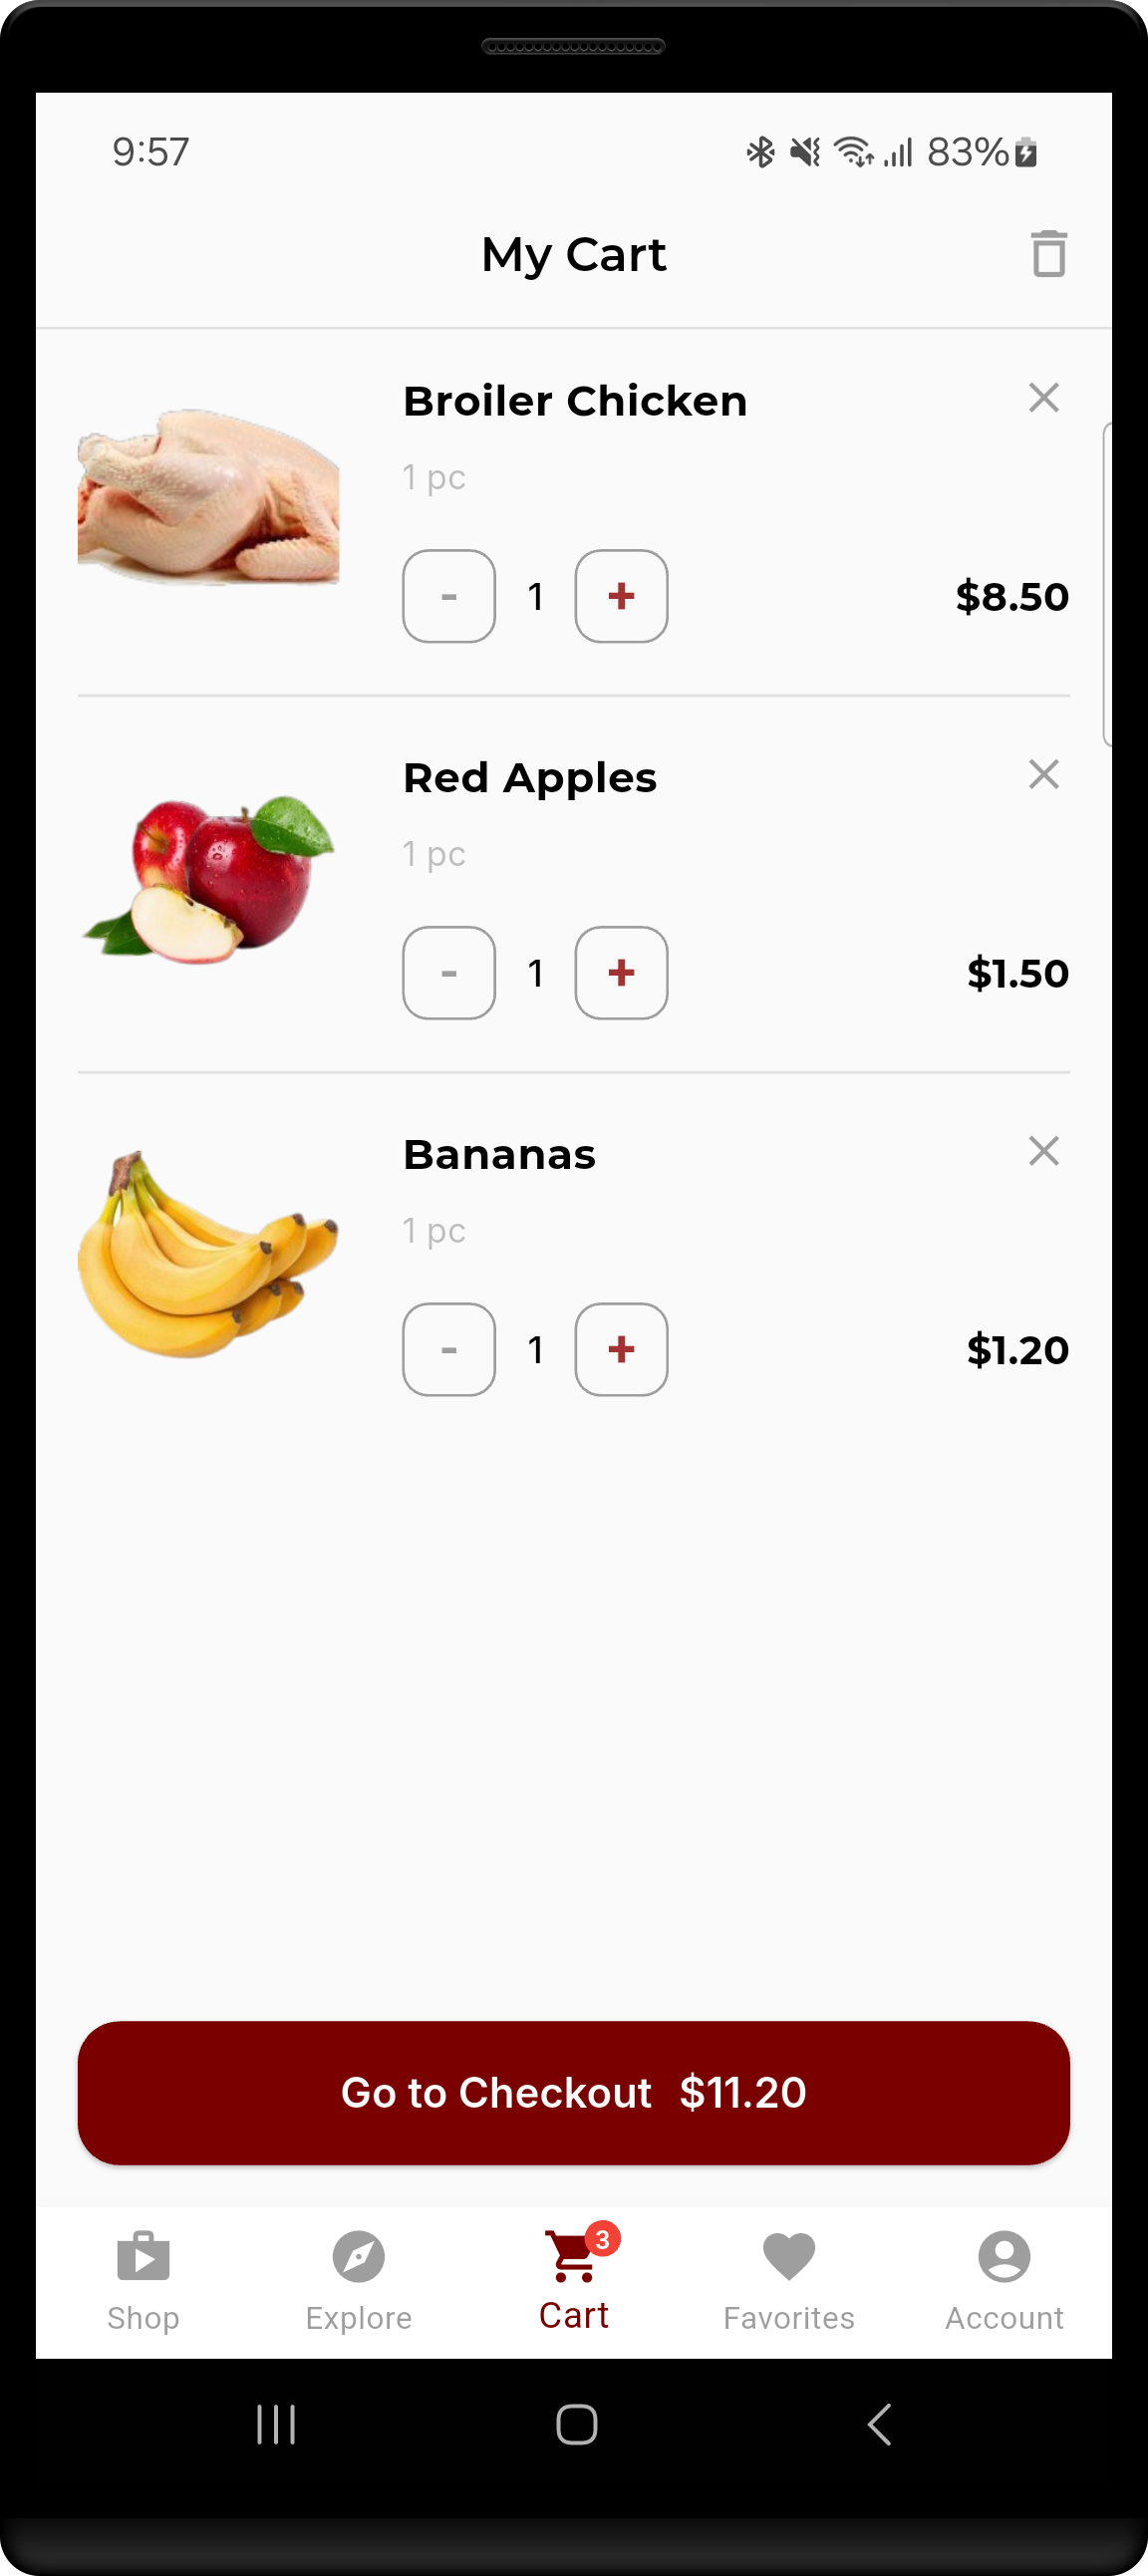 9:57 83%
My Cart
Broiler Chicken
1 pc
- 1 + $8.50
Red Apples
1 pc
- 1 + $1.50
Bananas
1 pc
- 1 + $1.20
Go to Checkout $11.20
3
Shop Explore Cart Favorites Account